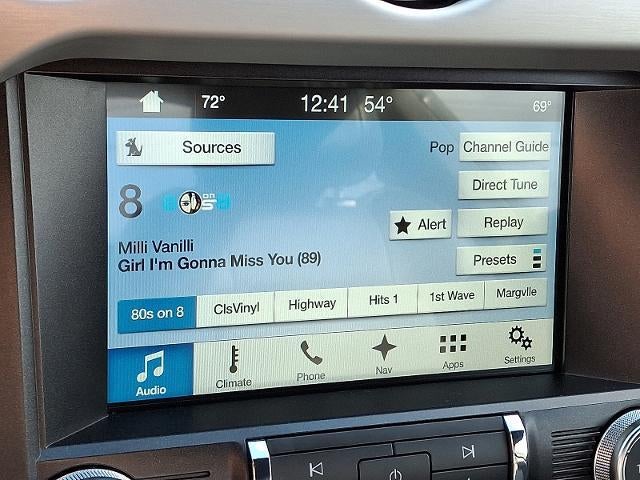 72° 12:41 54° 69°
Sources
Pop Channel Guide
Direct Tune
8 on
Alert Replay
Milli Vanilli
Girl I'm Gonna Miss You (89)
Presets
80s on 8 ClsVinyl Highway Hits 1 1st Wave Margvlle
Audio Climate Phone Nav Apps Settings